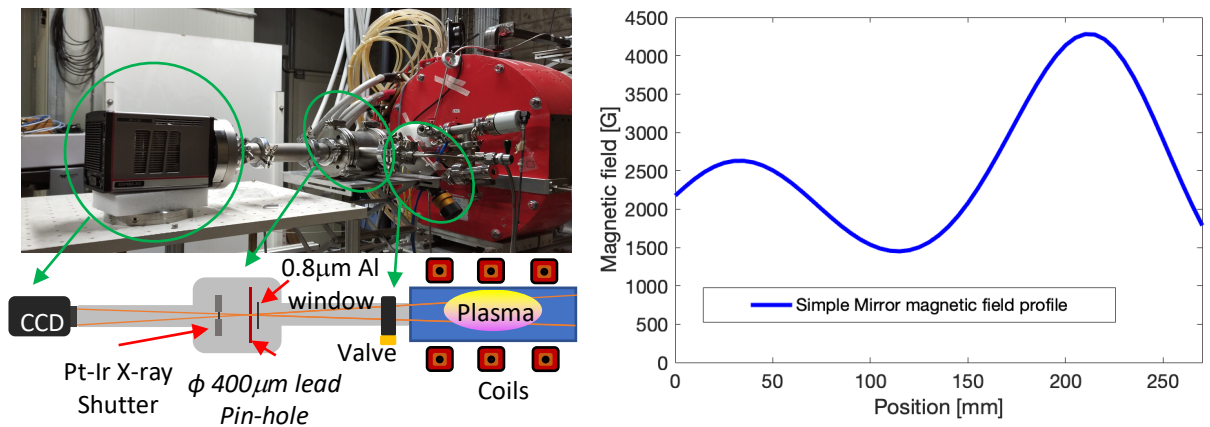 0.8μm Al
window
CCD
Plasma
Valve
Pt-Ir X-ray
Shutter
ϕ 400μm lead
Pin-hole
Coils
4500
4000
3500
3000
2500
2000
1500
1000
500
0
Magnetic field [G]
Simple Mirror magnetic field profile
0
50
100
150
200
250
Position [mm]